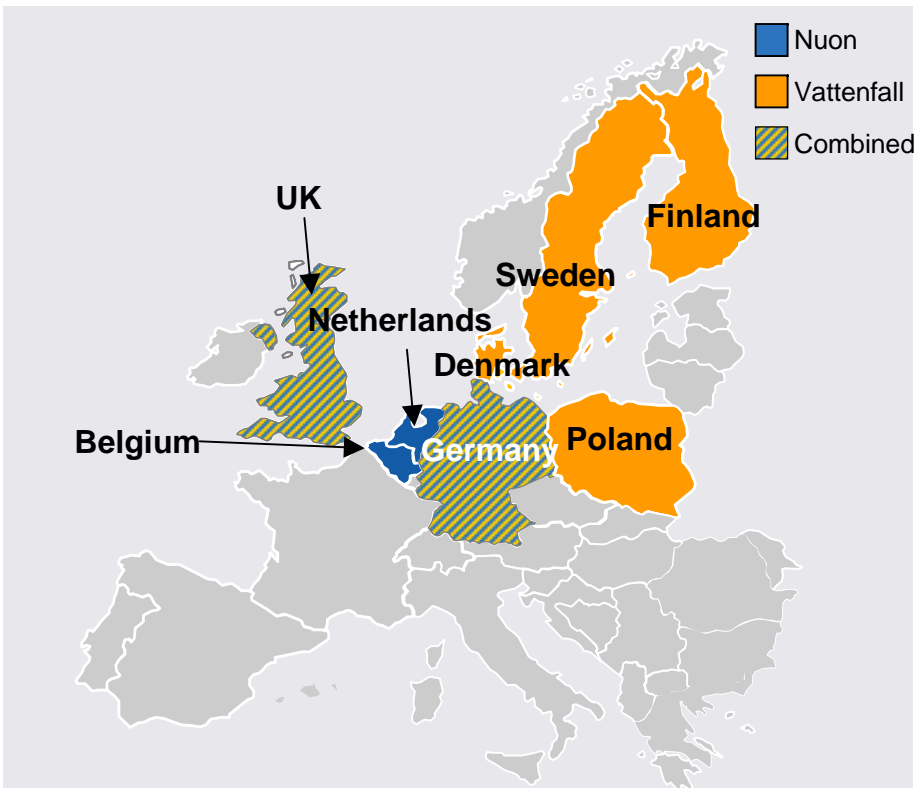 Nuon
Vattenfall
Combined
UK
Finland
Sweden
Netherlands
Denmark
Belgium
Germany
Poland